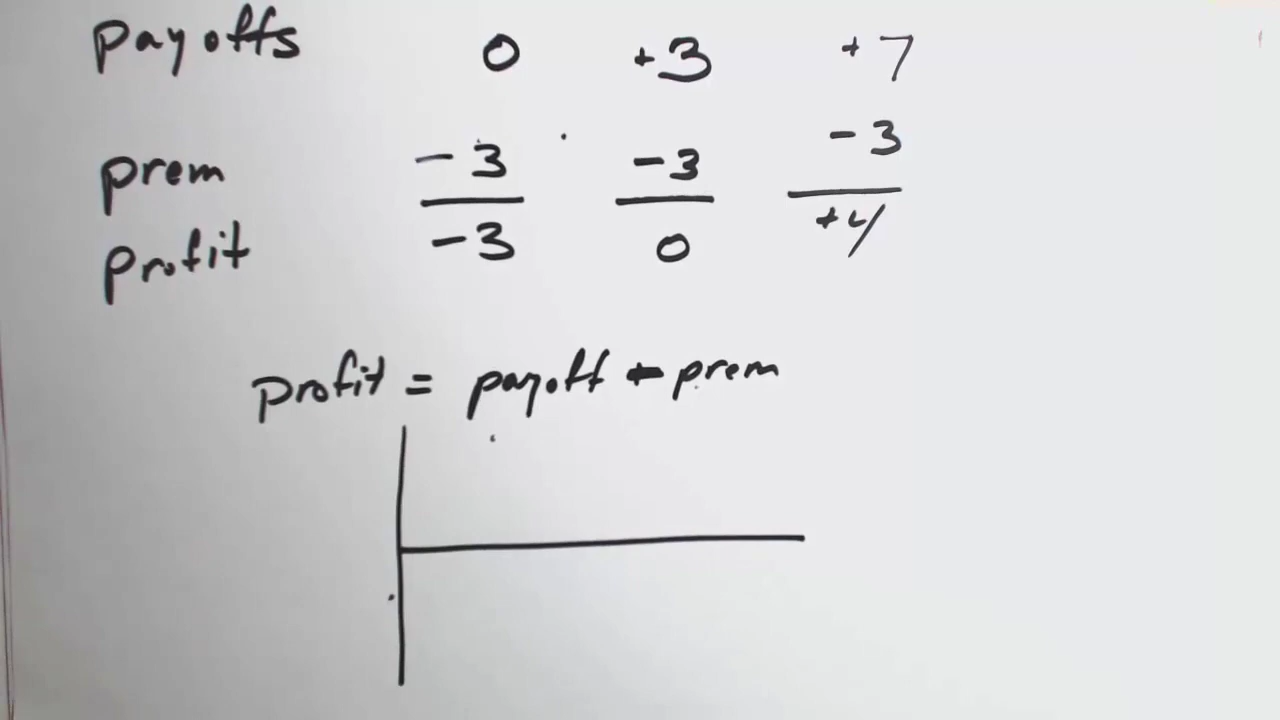 payoffs 0 +3 +7
prem -3 -3 -3
profit -3 0 +4
profit = payoff - prem